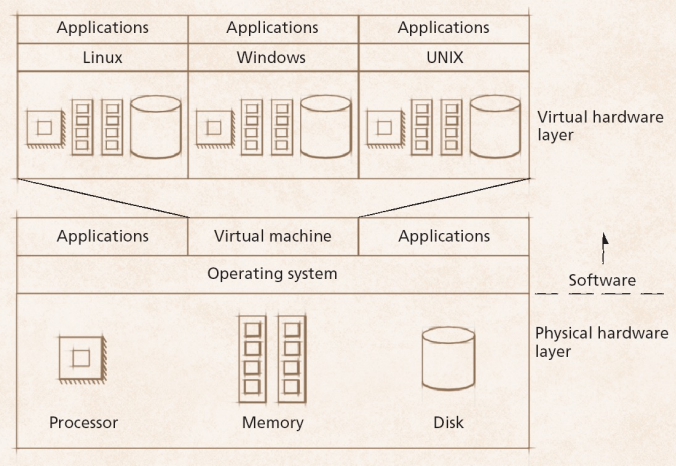 Applications
Applications
Applications
Linux
Windows
UNIX
Virtual hardware
layer
Applications
Virtual machine
Applications
Operating system
Software
Physical hardware
layer
Processor
Memory
Disk